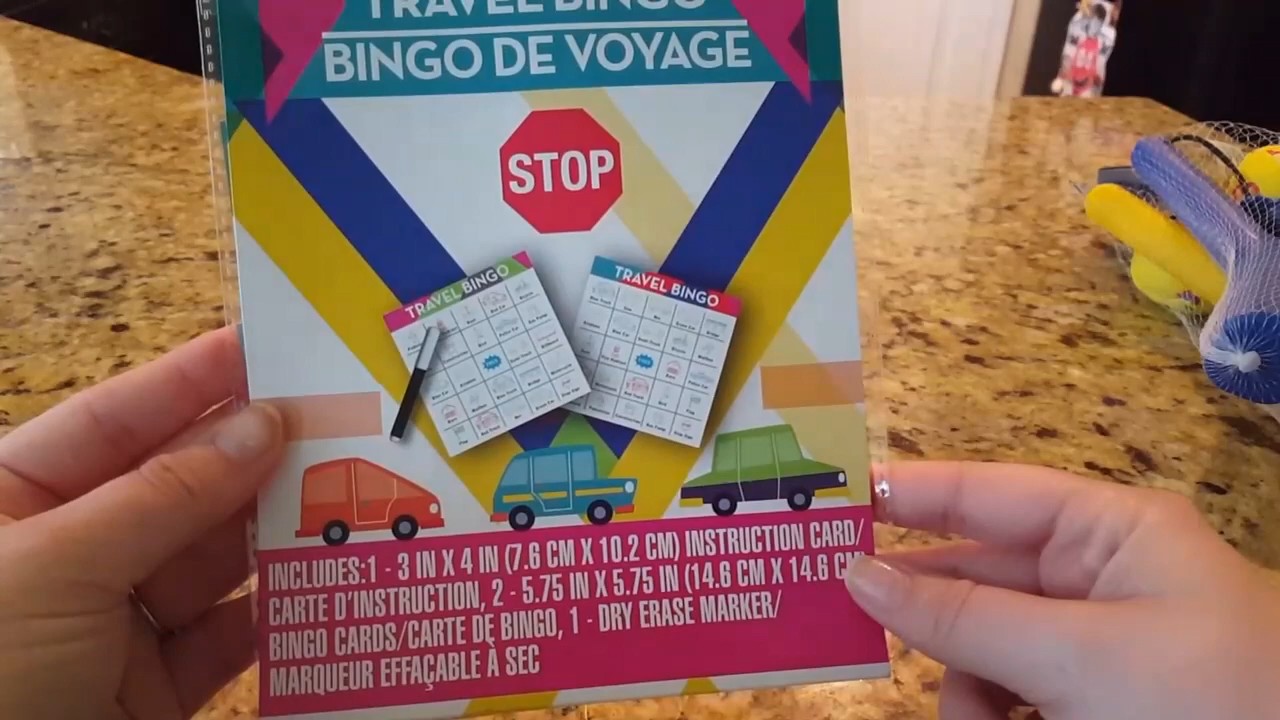 TRAVEL BINGO
BINGO DE VOYAGE
STOP
TRAVEL BINGO
TRAVEL BINGO
INCLUDES:1 - 3 IN X 4 IN (7.6 CM X 10.2 CM) INSTRUCTION CARD/
CARTE D'INSTRUCTION, 2 - 5.75 IN X 5.75 IN (14.6 CM X 14.6 CM)
BINGO CARDS/CARTE DE BINGO, 1 - DRY ERASE MARKER/
MARQUEUR EFFAÇABLE À SEC